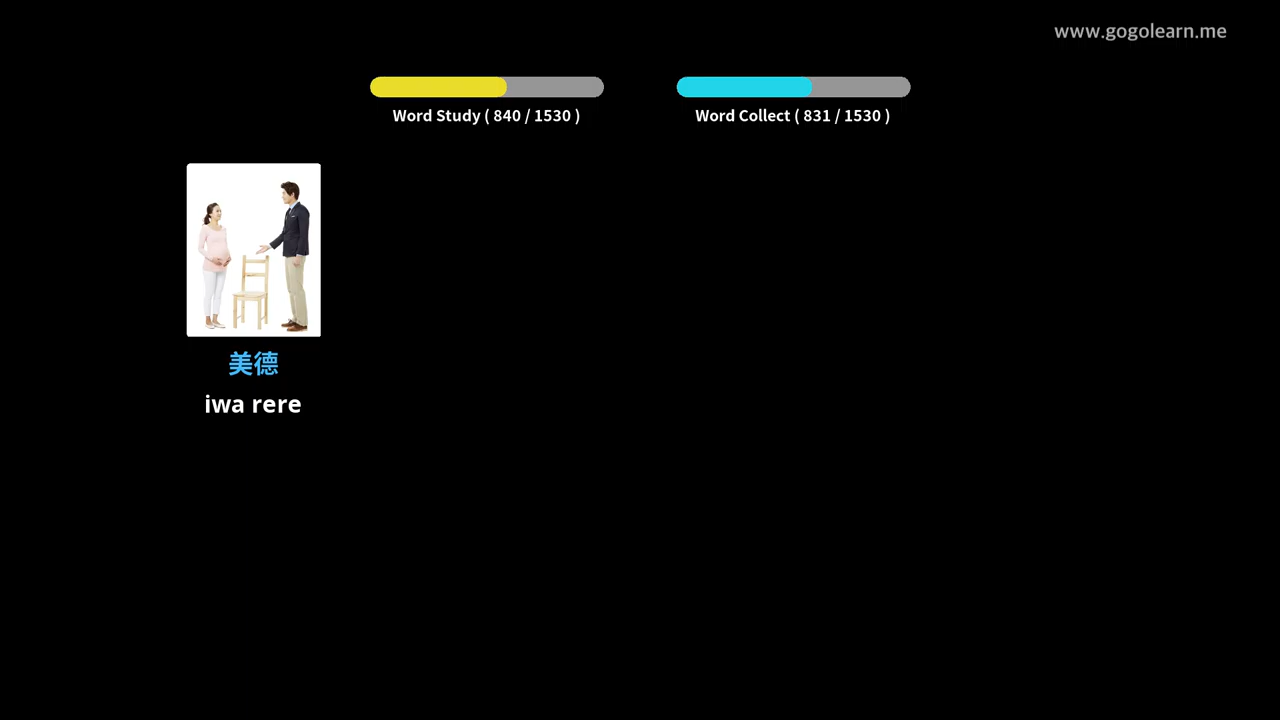 www.gogolearn.me
Word Study ( 840 / 1530 )
Word Collect ( 831 / 1530 )
美德
iwa rere